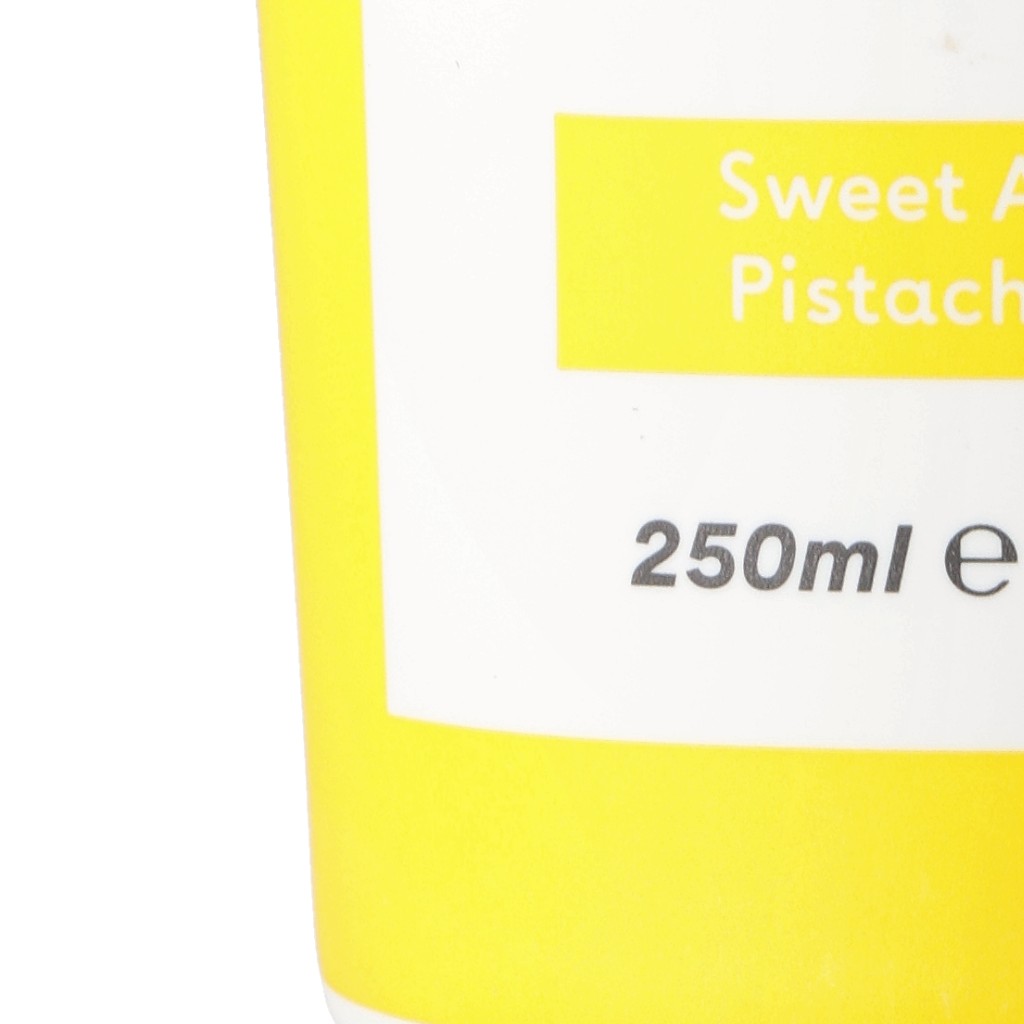 Sweet A
Pistach
250ml ℮